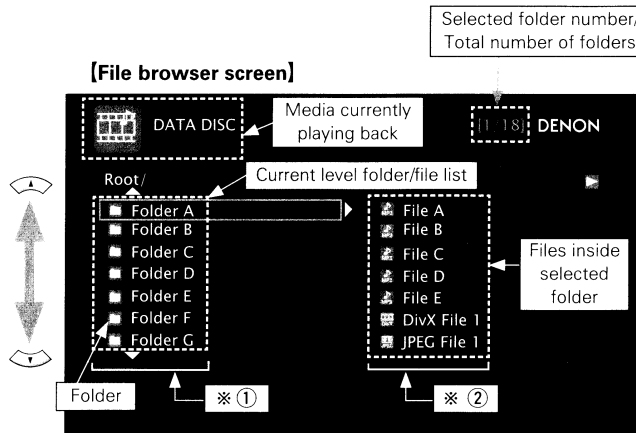 Selected folder number/
Total number of folders
【File browser screen】
DATA DISC
Media currently
playing back
[1/18]
DENON
Root/
Current level folder/file list
Folder A
Folder B
Folder C
Folder D
Folder E
Folder F
Folder G
File A
File B
File C
File D
File E
DivX File 1
JPEG File 1
Files inside
selected
folder
Folder
※ ①
※ ②